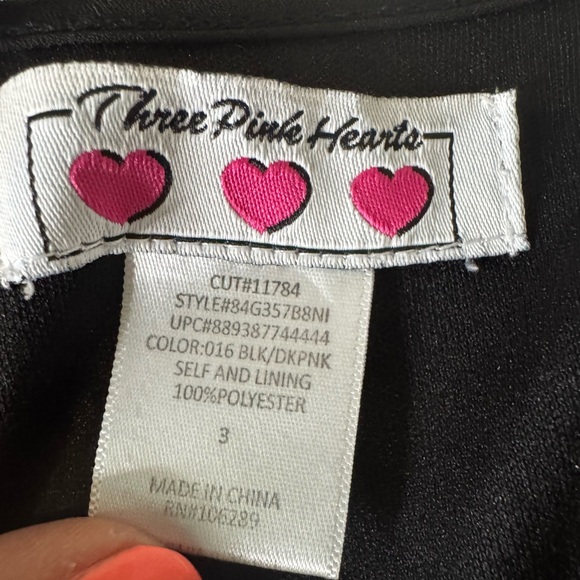 Three Pink Hearts
CUT#11784
STYLE#84G357B8NI
UPC#889387744444
COLOR:016 BLK/DKPNK
SELF AND LINING
100%POLYESTER
3
MADE IN CHINA
RN#106289